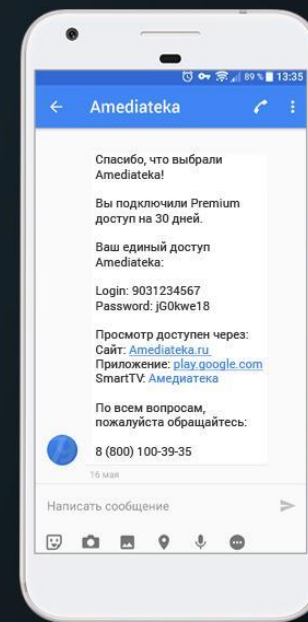 89 % 13:35
Amediateka
Спасибо, что выбрали
Amediateka!
Вы подключили Premium
доступ на 30 дней.
Ваш единый доступ
Amediateka:
Login: 9031234567
Password: jG0kwe18
Просмотр доступен через:
Сайт: Amediateka.ru
Приложение: play.google.com
SmartTV: Амедиатека
По всем вопросам,
пожалуйста обращайтесь:
8 (800) 100-39-35
16 мая
Написать сообщение